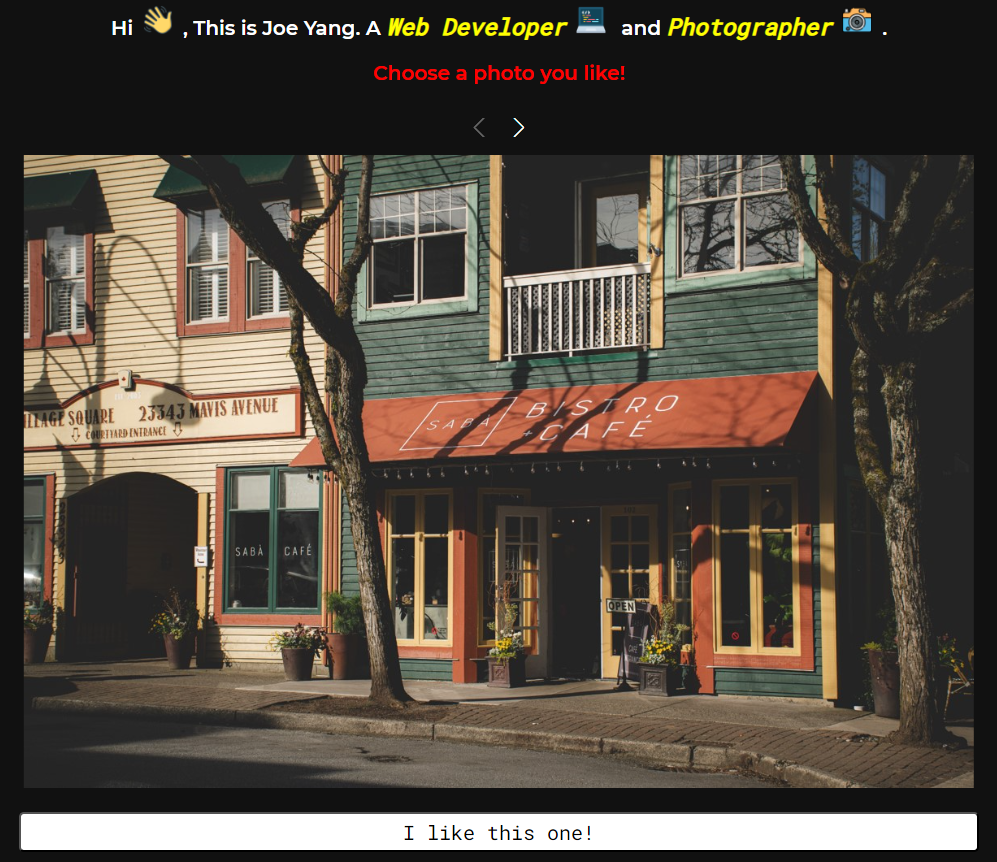 Hi 👋 , This is Joe Yang. A Web Developer 💻 and Photographer 📷 .
Choose a photo you like!
ILLAGE SQUARE 23343 MAVIS AVENUE
COURTYARD ENTRANCE
SABÀ BISTRO
+CAFÉ
SABÀ CAFÉ
OPEN
I like this one!